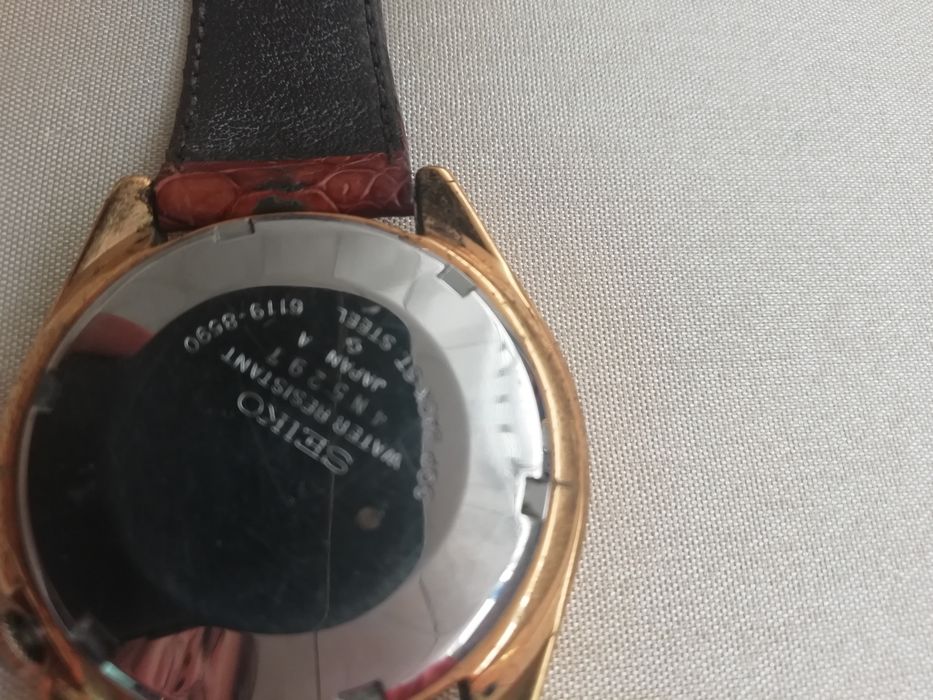 SEIKO
WATER RESISTANT
4N5297
JAPAN A
6119-8590
STEEL